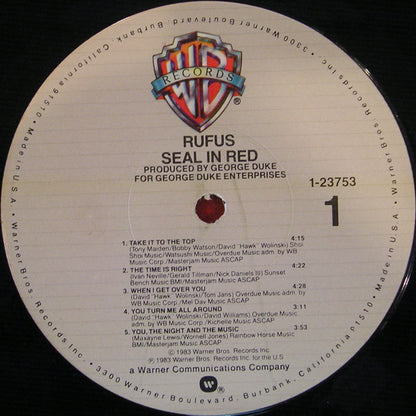 WB
RECORDS
®
RUFUS
SEAL IN RED
PRODUCED BY GEORGE DUKE
FOR GEORGE DUKE ENTERPRISES
1-23753
1
1. TAKE IT TO THE TOP 4:15
(Tony Maiden/Bobby Watson/David "Hawk" Wolinski) Shoi
Shoi Music/Watsushi Music/Overdue Music adm. by WB
Music Corp./Masterjam Music ASCAP
2. THE TIME IS RIGHT 4:22
(Ivan Neville/Gerald Tillman/Nick Daniels III) Sunset
Bench Music BMI/Masterjam Music ASCAP
3. WHEN I GET OVER YOU 4:28
(David "Hawk" Wolinski/Tom Jans) Overdue Music adm. by
WB Music Corp./Mel Dav Music ASCAP
4. YOU TURN ME ALL AROUND 3:11
(David "Hawk" Wolinski/David Williams) Overdue Music adm.
by WB Music Corp./Kichelle Music ASCAP
5. YOU, THE NIGHT AND THE MUSIC 3:53
(Maxayne Lewis/Wornell Jones) Rainbow Horse Music
BMI/Masterjam Music ASCAP
© 1983 Warner Bros. Records Inc.
℗ 1983 Warner Bros. Records Inc. for the U.S.
a Warner Communications Company
• Warner Bros. Records Inc. • 3300 Warner Boulevard, Burbank, California 91510 • Made in U.S.A.
• Warner Bros. Records Inc. • 3300 Warner Boulevard, Burbank, California 91510 • Made in U.S.A.